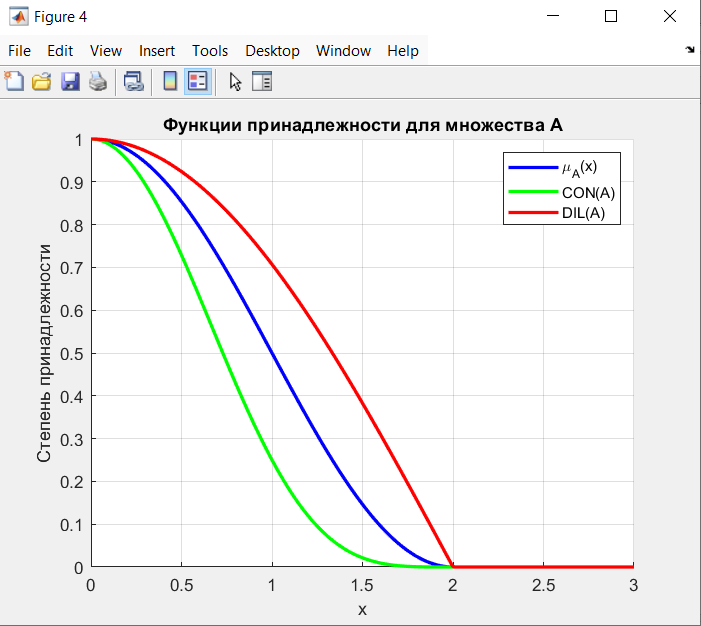 Figure 4
File Edit View Insert Tools Desktop Window Help
Функции принадлежности для множества А
μ_A(x)
CON(A)
DIL(A)
Степень принадлежности
1
0.9
0.8
0.7
0.6
0.5
0.4
0.3
0.2
0.1
0
0 0.5 1 1.5 2 2.5 3
x